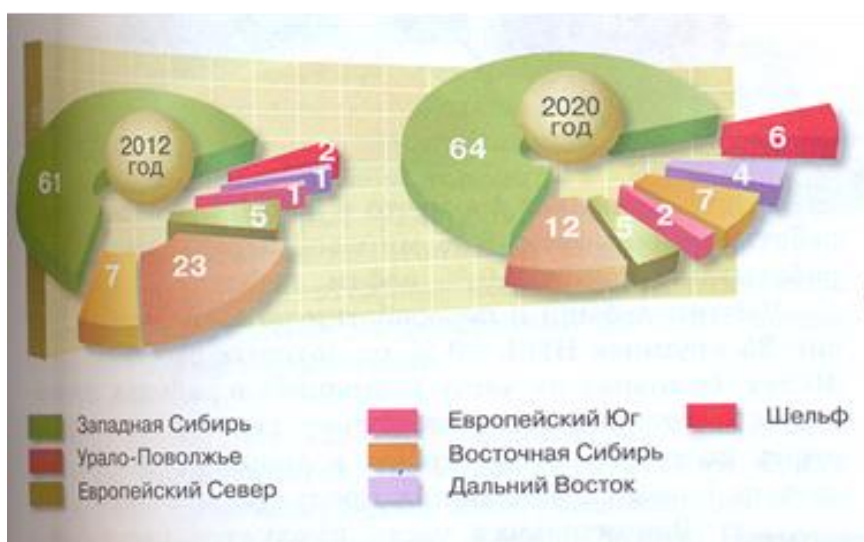 2012
год
61
2
1
1
5
7
23
2020
год
64
6
4
7
2
5
12
Западная Сибирь
Урало-Поволжье
Европейский Север
Европейский Юг
Восточная Сибирь
Дальний Восток
Шельф